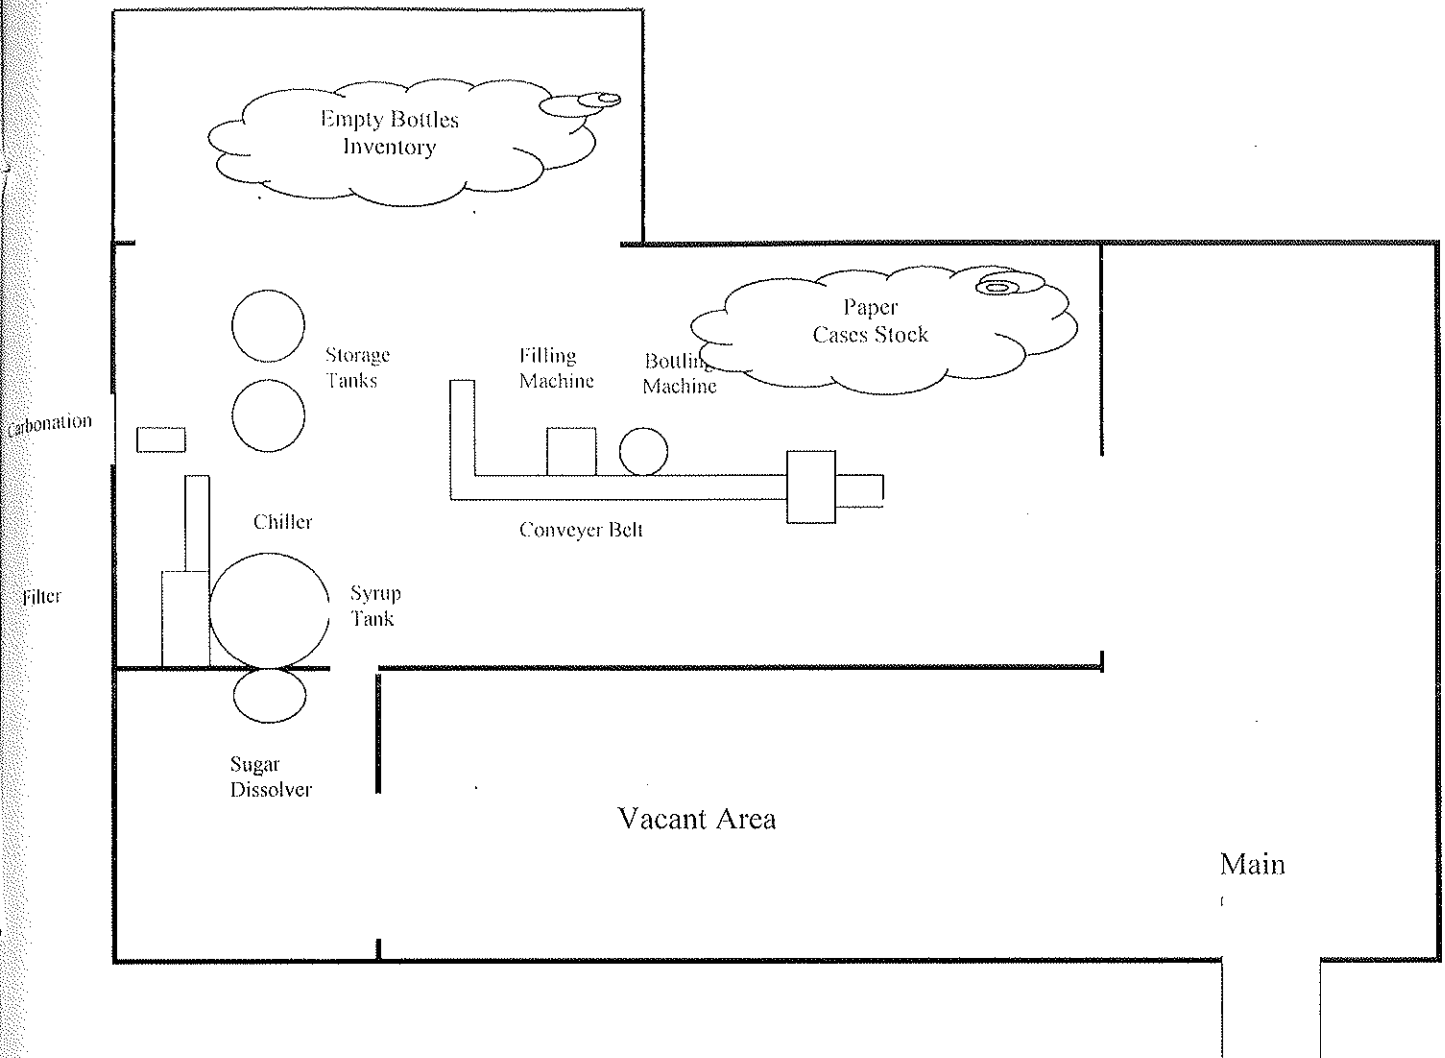 Empty Bottles
Inventory
Paper
Cases Stock
Storage
Tanks
Filling
Machine
Bottling
Machine
Carbonation
Chiller
Conveyer Belt
Filter
Syrup
Tank
Sugar
Dissolver
Vacant Area
Main